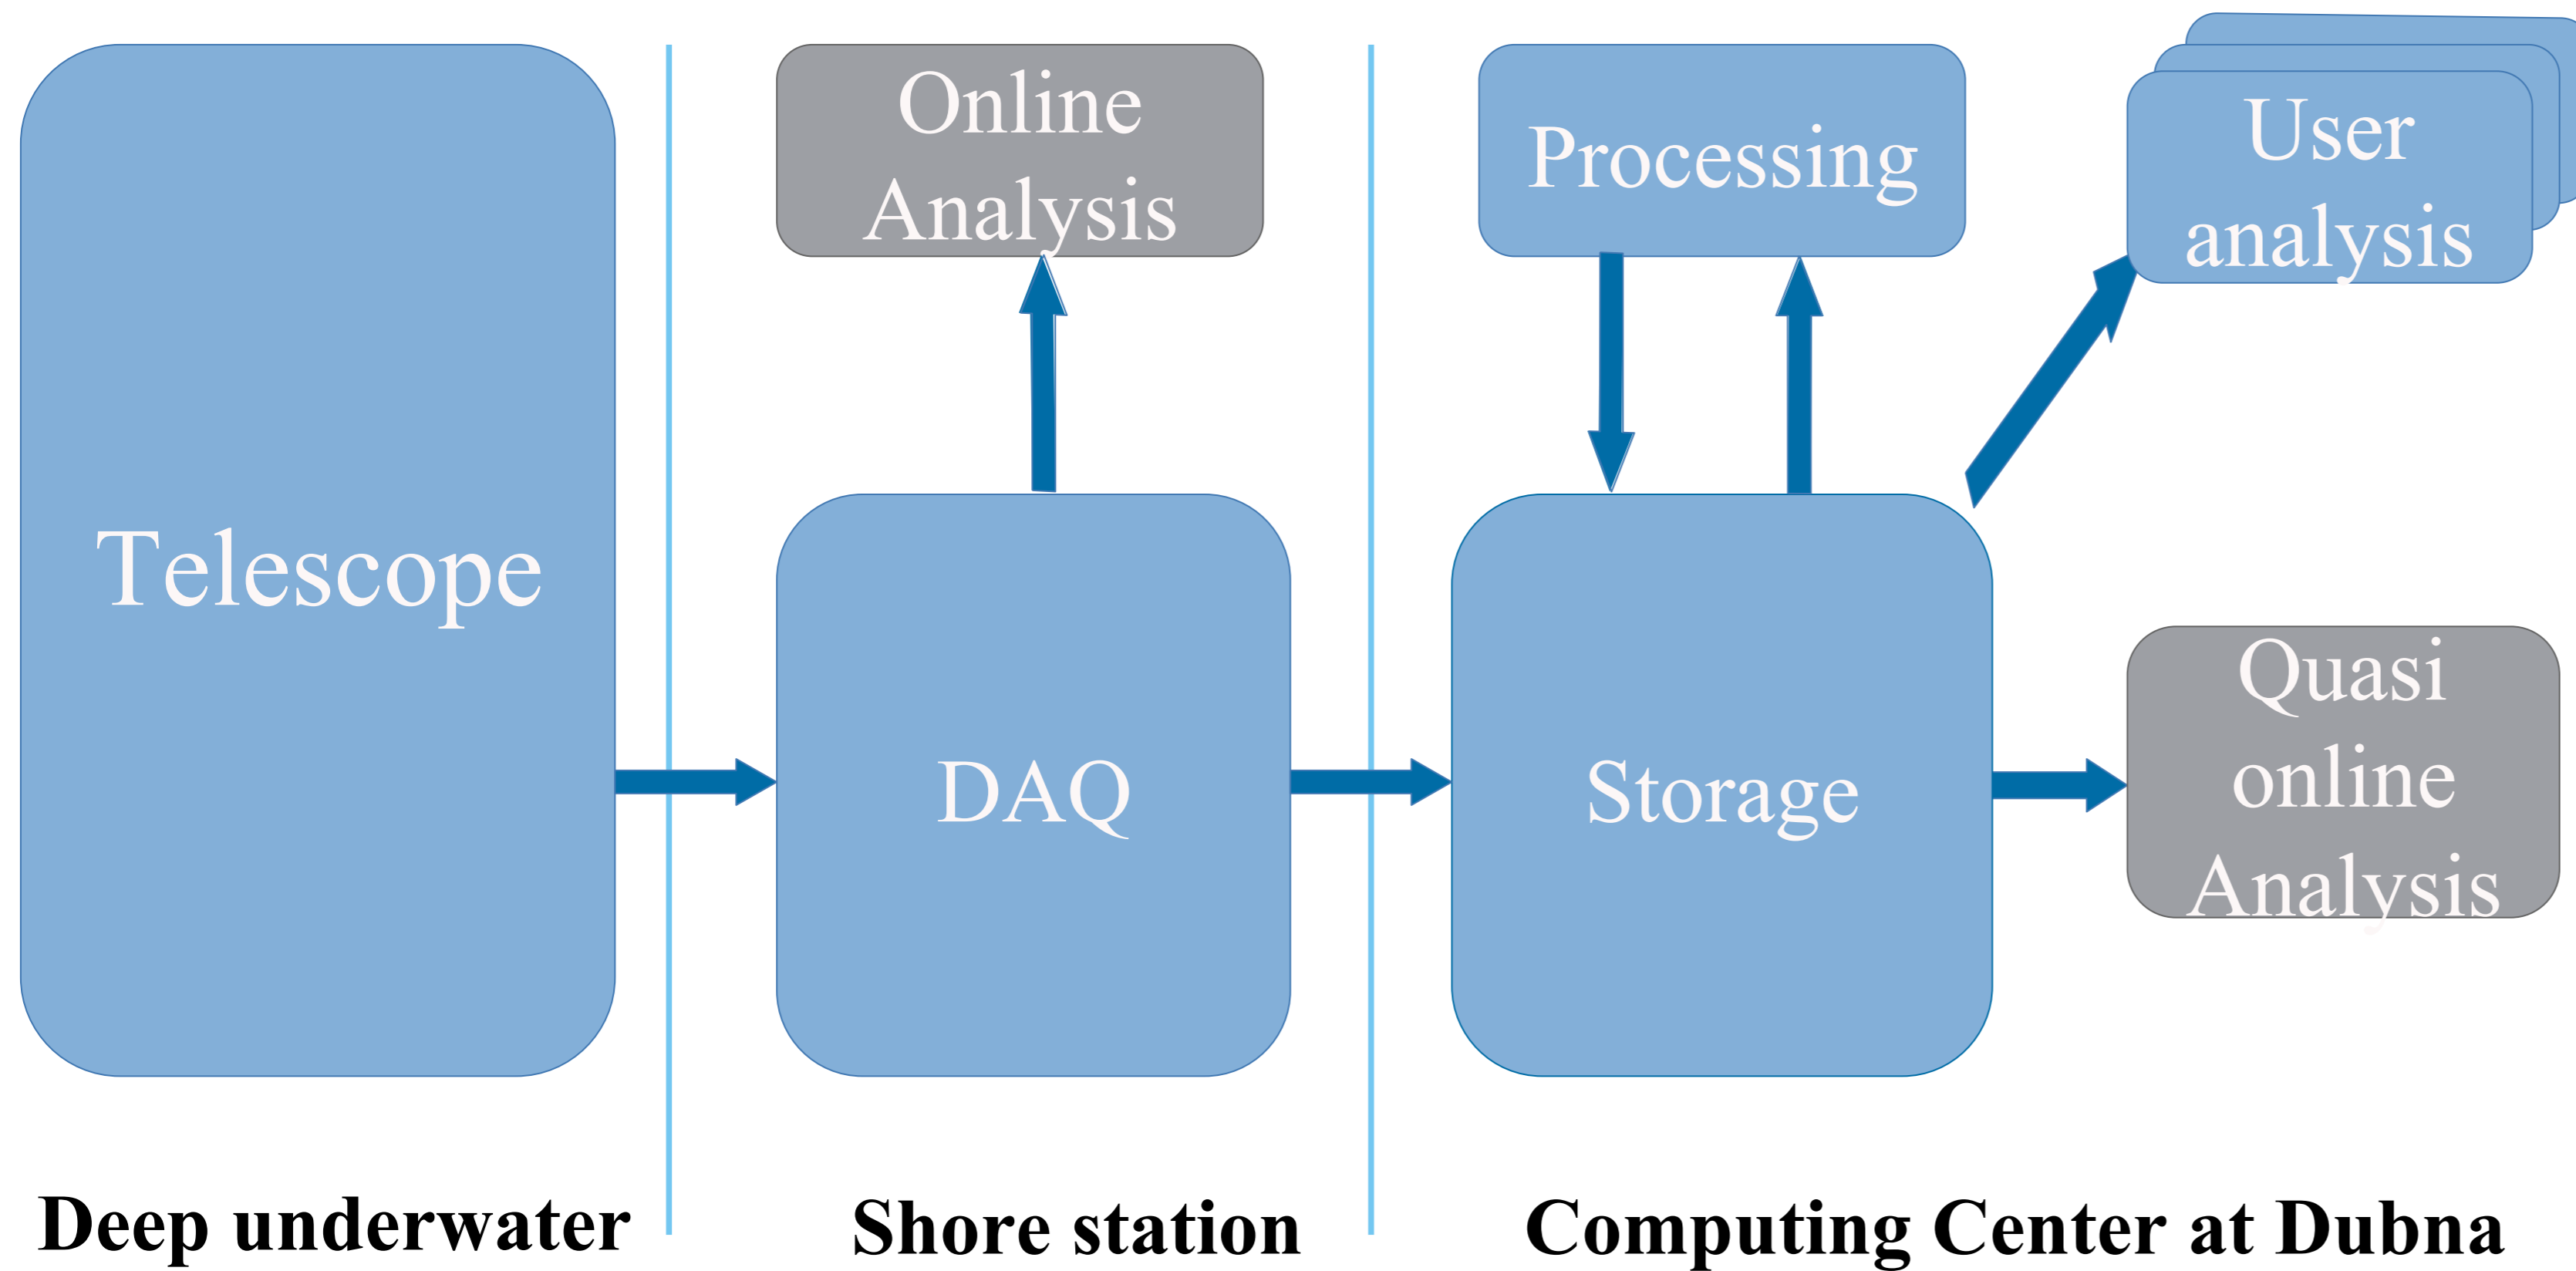 Telescope
Online
Analysis
DAQ
Processing
Storage
User
analysis
Quasi
online
Analysis
Deep underwater
Shore station
Computing Center at Dubna